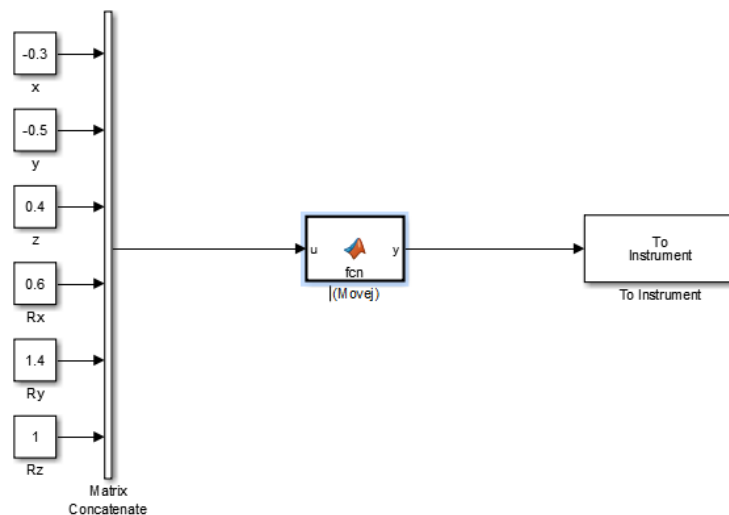 -0.3
x
-0.5
y
0.4
z
0.6
Rx
1.4
Ry
1
Rz
Matrix
Concatenate
u
y
fcn
(Movej)
To
Instrument
To Instrument